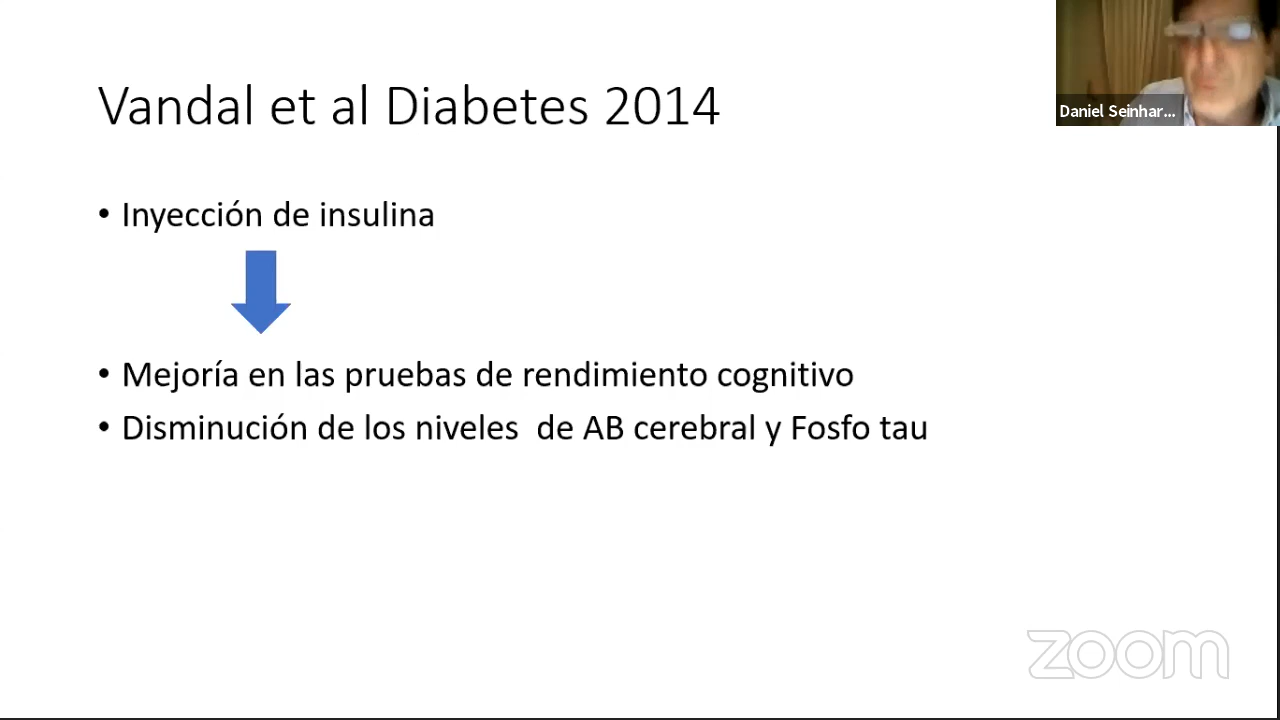 Vandal et al Diabetes 2014
Daniel Seinhar...
• Inyección de insulina
• Mejoría en las pruebas de rendimiento cognitivo
• Disminución de los niveles  de AB cerebral y Fosfo tau
zoom